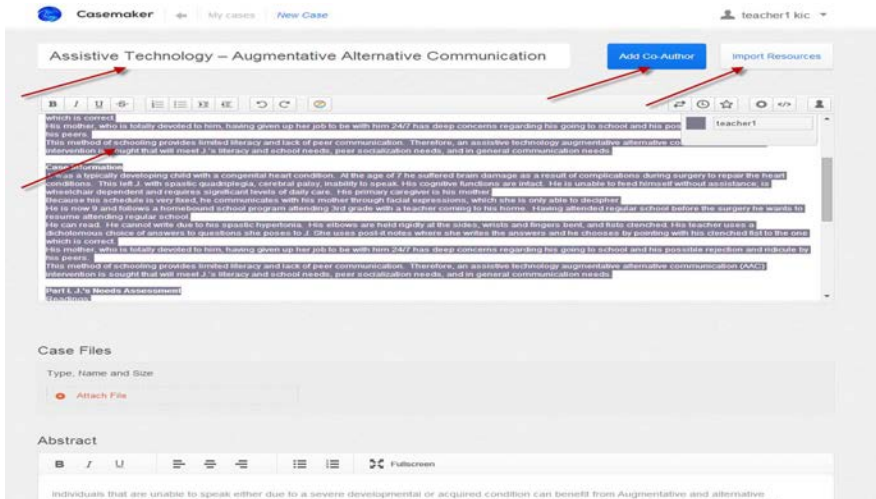 Casemaker My cases New Case teacher1 kic
Assistive Technology – Augmentative Alternative Communication Add Co-Author Import Resources
B I U S
which is correct.
teacher1
His mother, who is totally devoted to him, having given up her job to be with him 24/7 has deep concerns regarding his going to school and his pos
his peers.
This method of schooling provides limited literacy and lack of peer communication. Therefore, an assistive technology augmentative alternative
intervention is sought that will meet J.'s literacy and school needs, peer socialization needs, and in general communication needs.
Case Information
was a typically developing child with a congenital heart condition. At the age of 7 he suffered brain damage as a result of complications during surgery to repair the heart
conditions. This left J. with spastic quadriplegia, cerebral palsy, inability to speak. His cognitive functions are intact. He is unable to feed himself without assistance, is
wheelchair dependent and requires significant levels of daily care. His primary caregiver is his mother.
Because his schedule is very fixed, he communicates with his mother through facial expressions, which she is only able to decipher.
He is now 9 and follows a homebound school program attending 3rd grade with a teacher coming to his home. Having attended regular school before the surgery he wants to
resume attending regular school.
He can read. He cannot write due to his spastic hypertonia. His elbows are held rigidly at the sides, wrists and fingers bent, and fists clenched. His teacher uses a
dichotomous choice of answers to questions she poses to J. She uses post-it notes where she writes the answers and he chooses by pointing with his clenched fist to the one
which is correct.
His mother, who is totally devoted to him, having given up her job to be with him 24/7 has deep concerns regarding his going to school and his possible rejection and ridicule by
his peers.
This method of schooling provides limited literacy and lack of peer communication. Therefore, an assistive technology augmentative alternative communication (AAC)
intervention is sought that will meet J.'s literacy and school needs, peer socialization needs, and in general communication needs.
Part I. J.'s Needs Assessment
Readings
Case Files
Type, Name and Size
Attach File
Abstract
B I U Fullscreen
Individuals that are unable to speak either due to a severe developmental or acquired condition can benefit from Augmentative and alternative